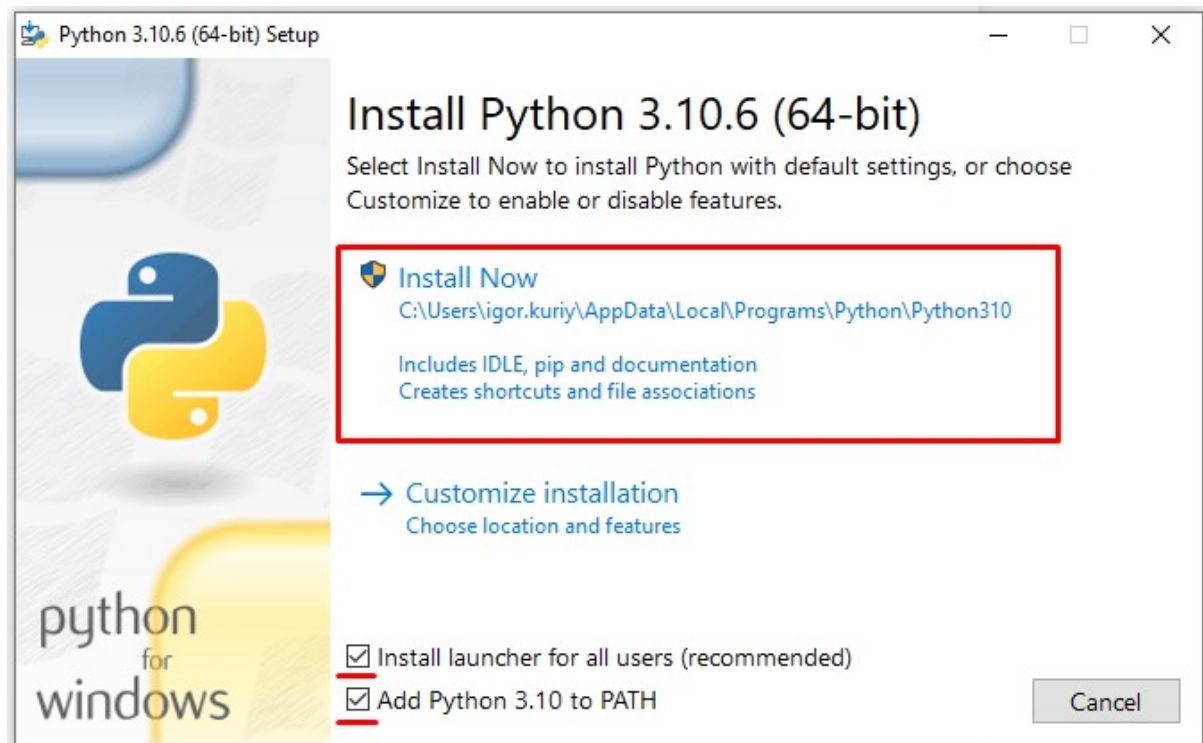 Python 3.10.6 (64-bit) Setup
Install Python 3.10.6 (64-bit)
Select Install Now to install Python with default settings, or choose
Customize to enable or disable features.
Install Now
C:\Users\igor.kuriy\AppData\Local\Programs\Python\Python310
Includes IDLE, pip and documentation
Creates shortcuts and file associations
Customize installation
Choose location and features
python
for
windows
Install launcher for all users (recommended)
Add Python 3.10 to PATH
Cancel